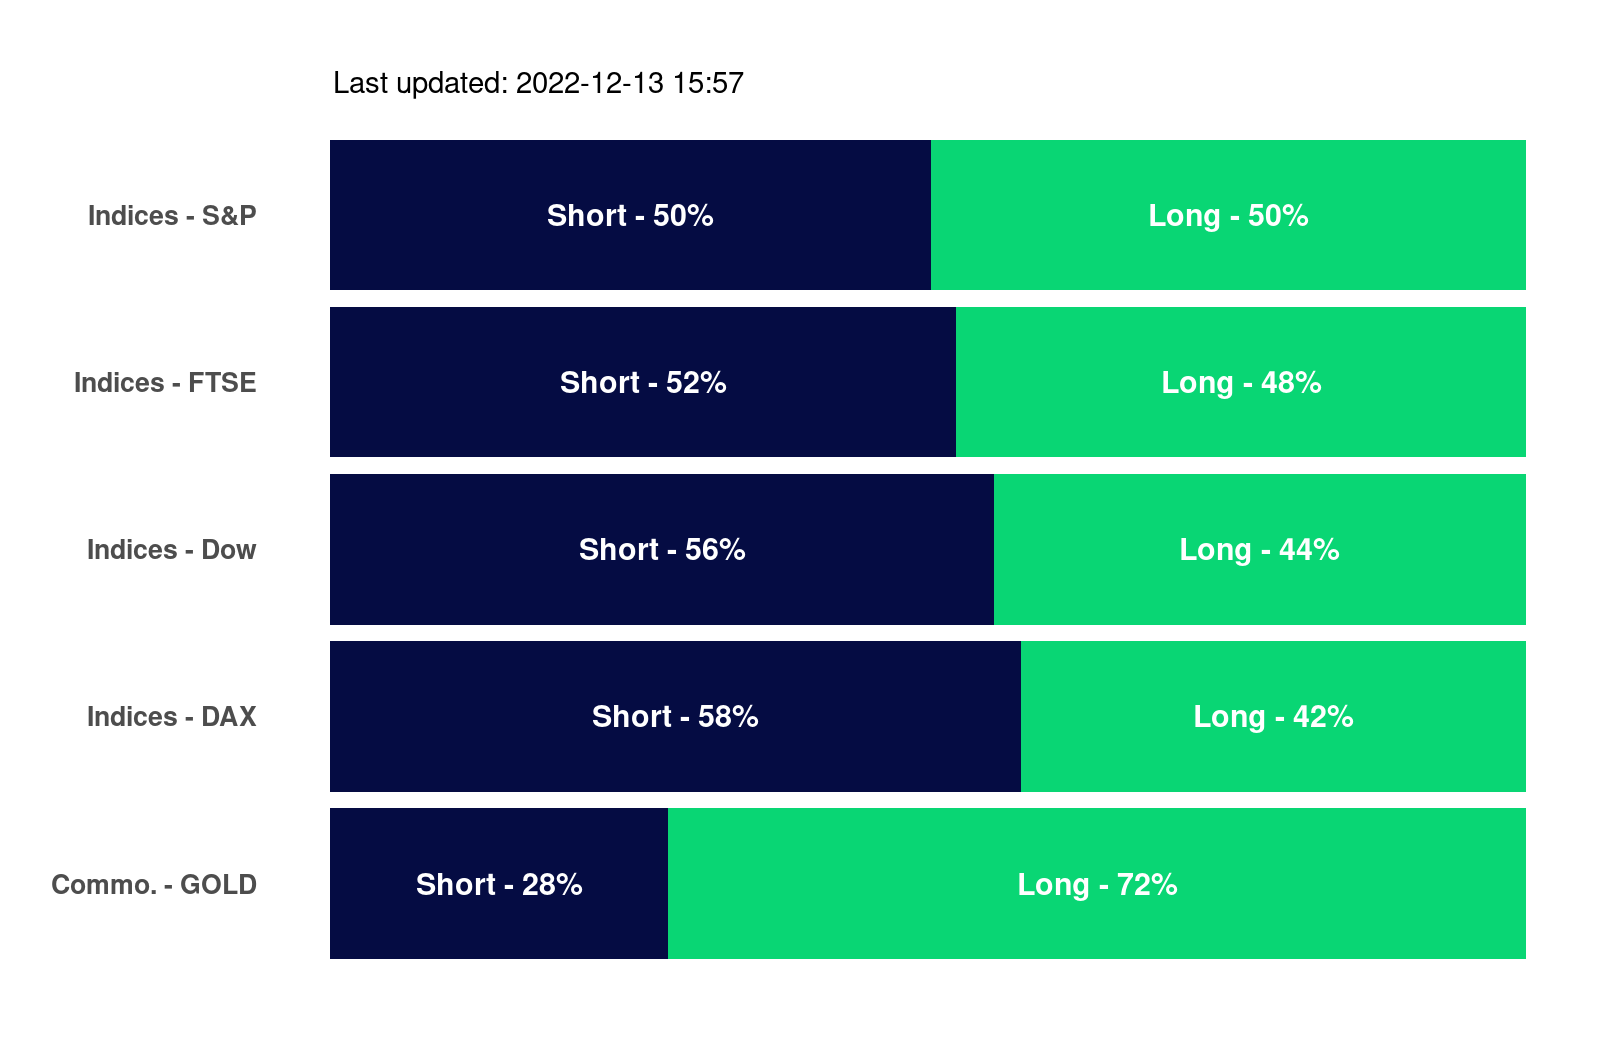 Last updated: 2022-12-13 15:57
Indices - S&P Short - 50% Long - 50%
Indices - FTSE Short - 52% Long - 48%
Indices - Dow Short - 56% Long - 44%
Indices - DAX Short - 58% Long - 42%
Commo. - GOLD Short - 28% Long - 72%